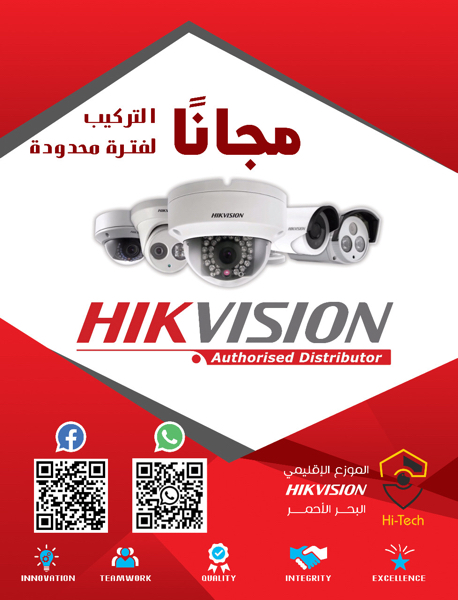 التركيب مجانًا
لفترة محدودة
HIKVISION
HIKVISION
Authorised Distributor
الموزع الإقليمي
HIKVISION
البحر الأحمر
Hi-Tech
INNOVATION
TEAMWORK
QUALITY
INTEGRITY
EXCELLENCE